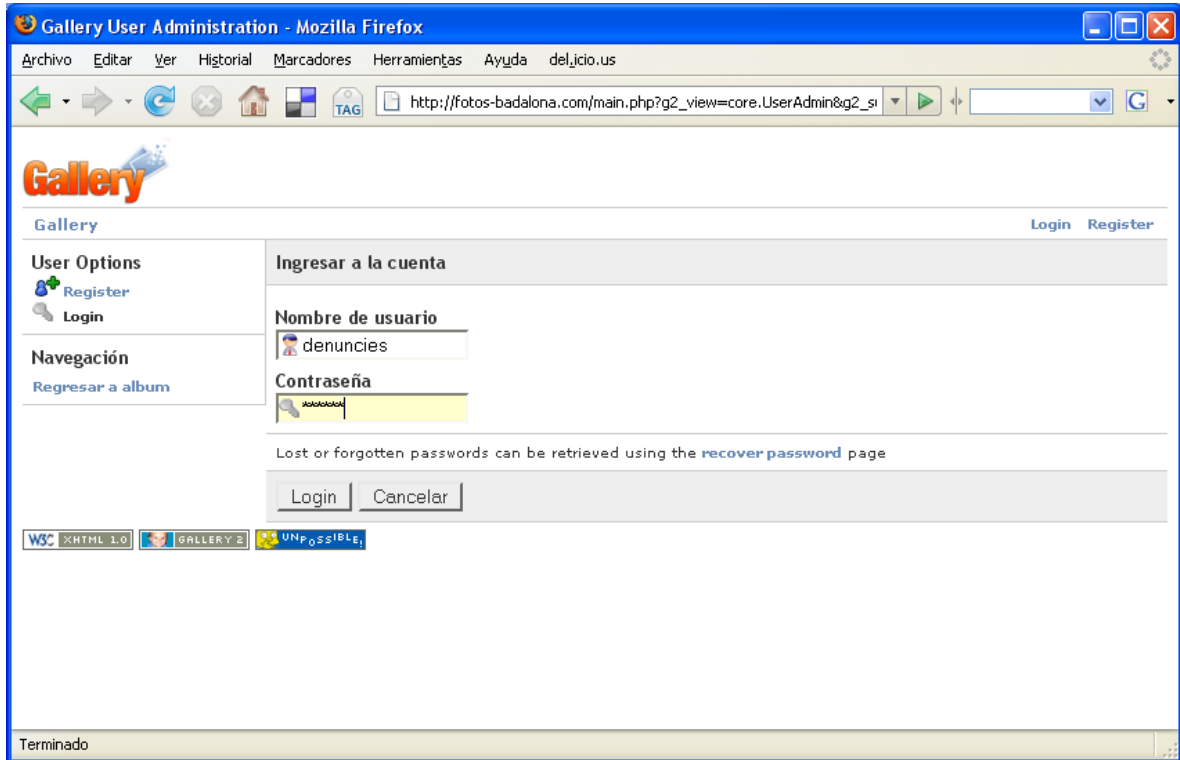 Gallery User Administration - Mozilla Firefox
Archivo Editar Ver Historial Marcadores Herramientas Ayuda del.icio.us
TAG http://fotos-badalona.com/main.php?g2_view=core.UserAdmin&g2_su G
Gallery
Gallery Login Register
User Options
Register
Login
Navegación
Regresar a album
Ingresar a la cuenta
Nombre de usuario
denuncies
Contraseña
*******
Lost or forgotten passwords can be retrieved using the recover password page
Login Cancelar
W3C XHTML 1.0 GALLERY 2 UNPOSSIBLE!
Terminado